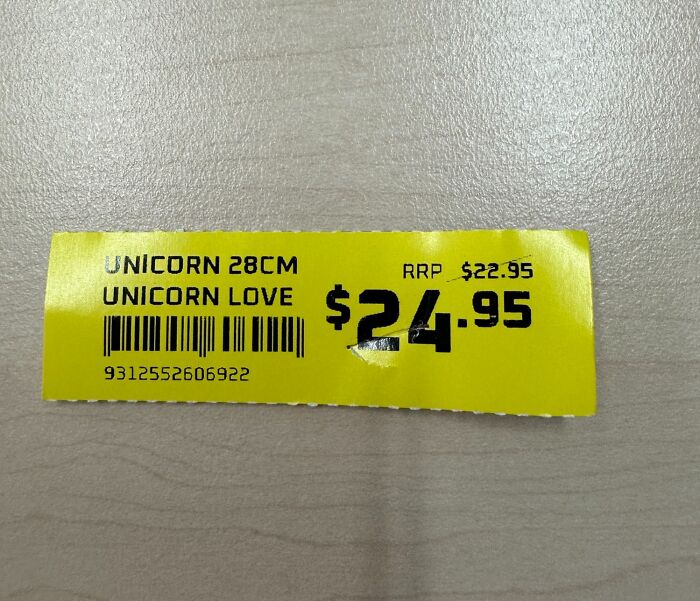 UNICORN 28CM
UNICORN LOVE
9312552606922
RRP $22.95
$24.95